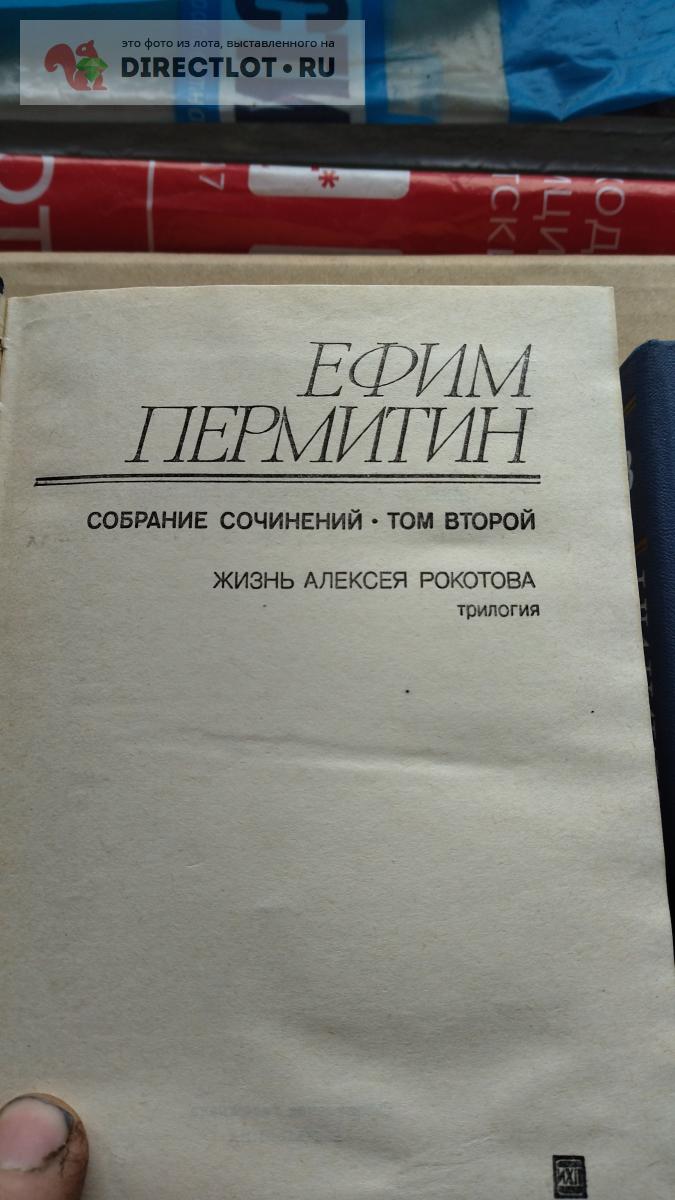 это фото из лота, выставленного на
DIRECTLOT•RU
ЕФИМ
ПЕРМИТИН
СОБРАНИЕ СОЧИНЕНИЙ • ТОМ ВТОРОЙ
ЖИЗНЬ АЛЕКСЕЯ РОКОТОВА
трилогия